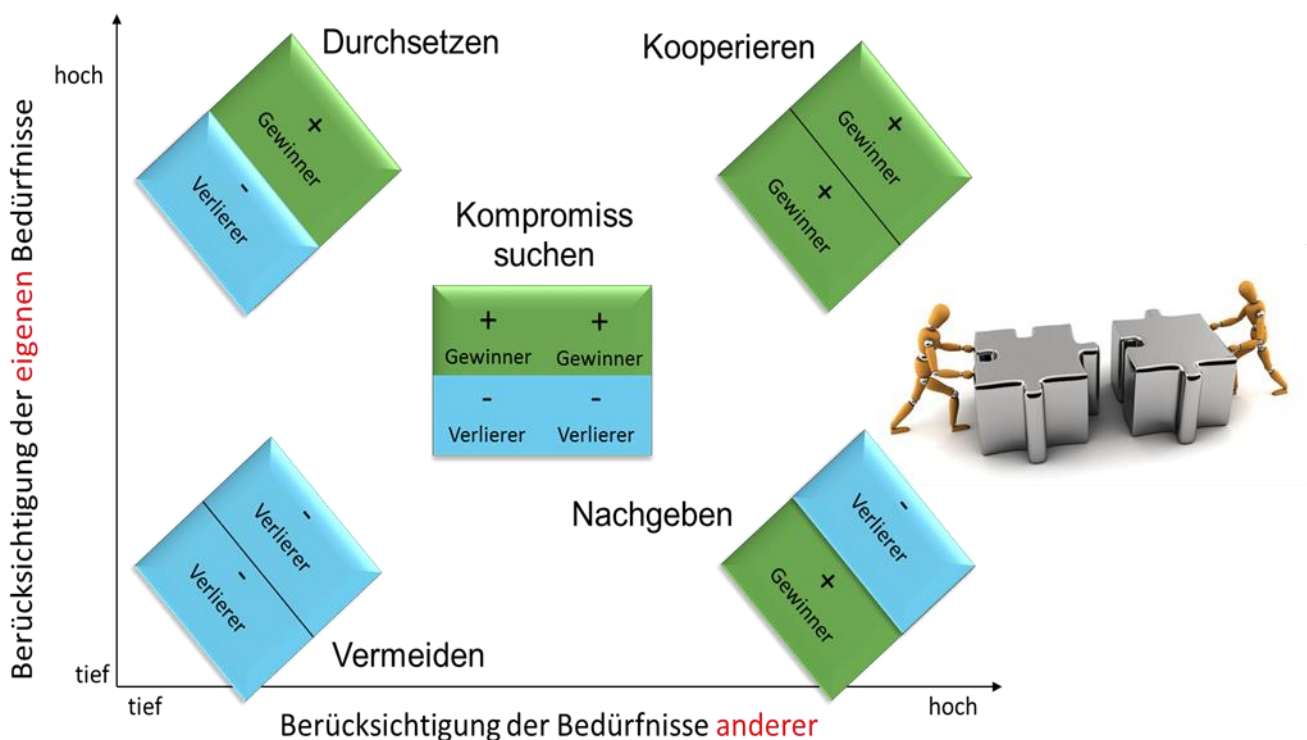 Durchsetzen
Kooperieren
hoch
+
Gewinner
-
Verlierer
+
Gewinner
+
Gewinner
Kompromiss
suchen
+ +
Gewinner Gewinner
- -
Verlierer Verlierer
Berücksichtigung der eigenen Bedürfnisse
-
Verlierer
-
Verlierer
Vermeiden
Nachgeben
-
Verlierer
+
Gewinner
tief
tief
hoch
Berücksichtigung der Bedürfnisse anderer